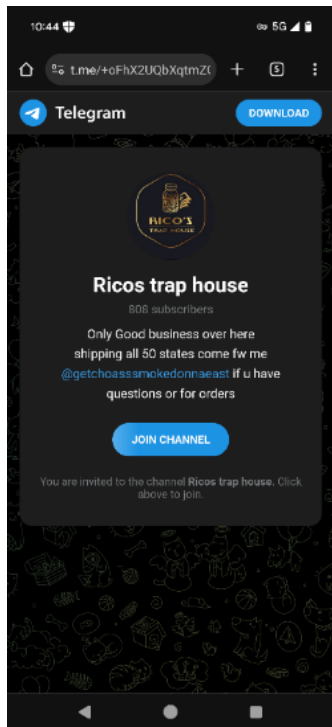 10:44
5G
t.me/+oFhX2UQbXqtmZ(
5
Telegram
DOWNLOAD
RICO'S
TRAP HOUSE
Ricos trap house
808 subscribers
Only Good business over here
shipping all 50 states come fw me
@getchoasssmokedonnaeast if u have
questions or for orders
JOIN CHANNEL
You are invited to the channel Ricos trap house. Click
above to join.